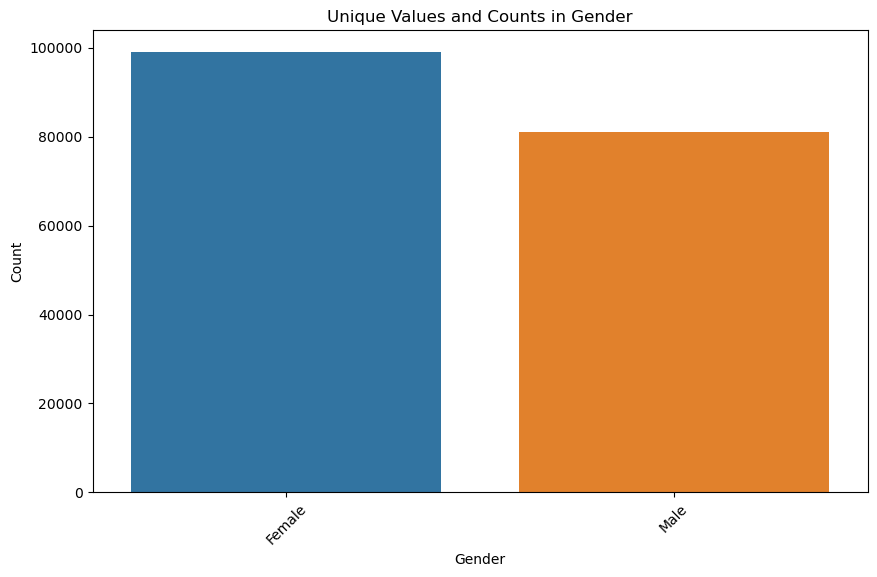 Unique Values and Counts in Gender
100000
80000
60000
40000
20000
0
Count
Female
Male
Gender